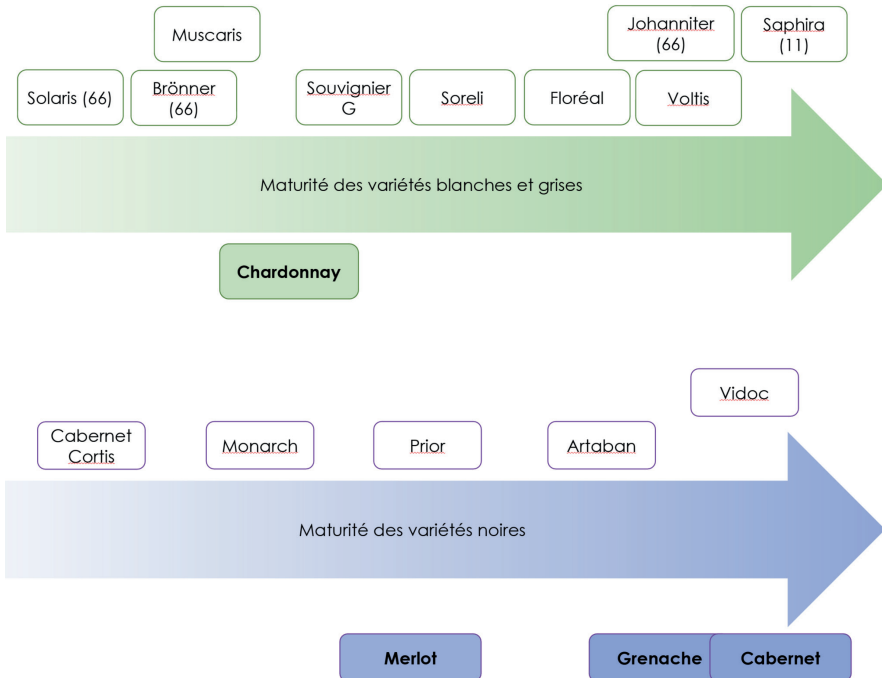 Muscaris
Johanniter
(66)
Saphira
(11)
Solaris (66)
Brönner
(66)
Souvignier
G
Soreli
Floréal
Voltis
Maturité des variétés blanches et grises
Chardonnay
Vidoc
Cabernet
Cortis
Monarch
Prior
Artaban
Maturité des variétés noires
Merlot
Grenache
Cabernet